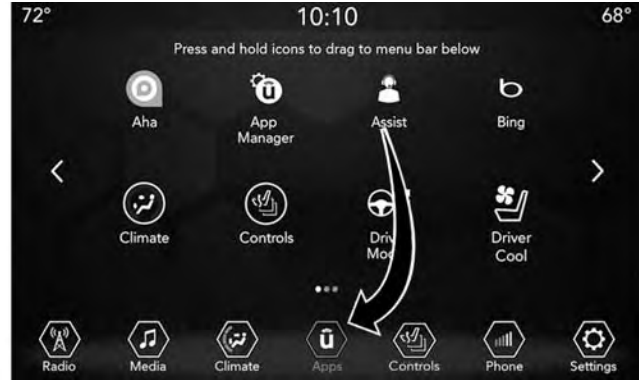 72° 10:10 68°
Press and hold icons to drag to menu bar below
Aha App Assist Bing
Manager
Climate Controls Driver
Cool
Radio Media Climate Apps Controls Phone Settings